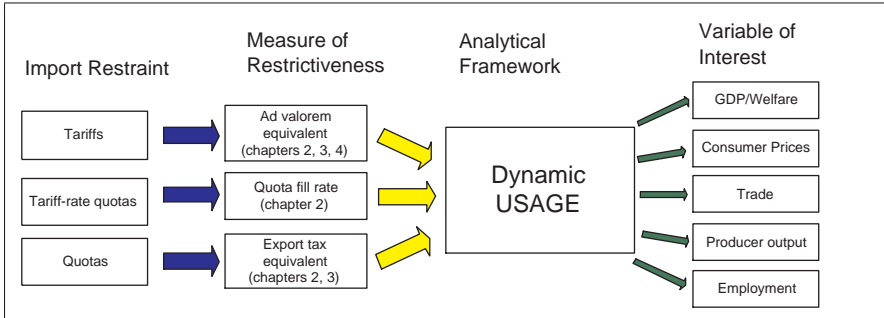 Import Restraint
Measure of
Restrictiveness
Analytical
Framework
Variable of
Interest
Tariffs
Ad valorem
equivalent
(chapters 2, 3, 4)
Tariff-rate quotas
Quota fill rate
(chapter 2)
Quotas
Export tax
equivalent
(chapters 2, 3)
Dynamic
USAGE
GDP/Welfare
Consumer Prices
Trade
Producer output
Employment